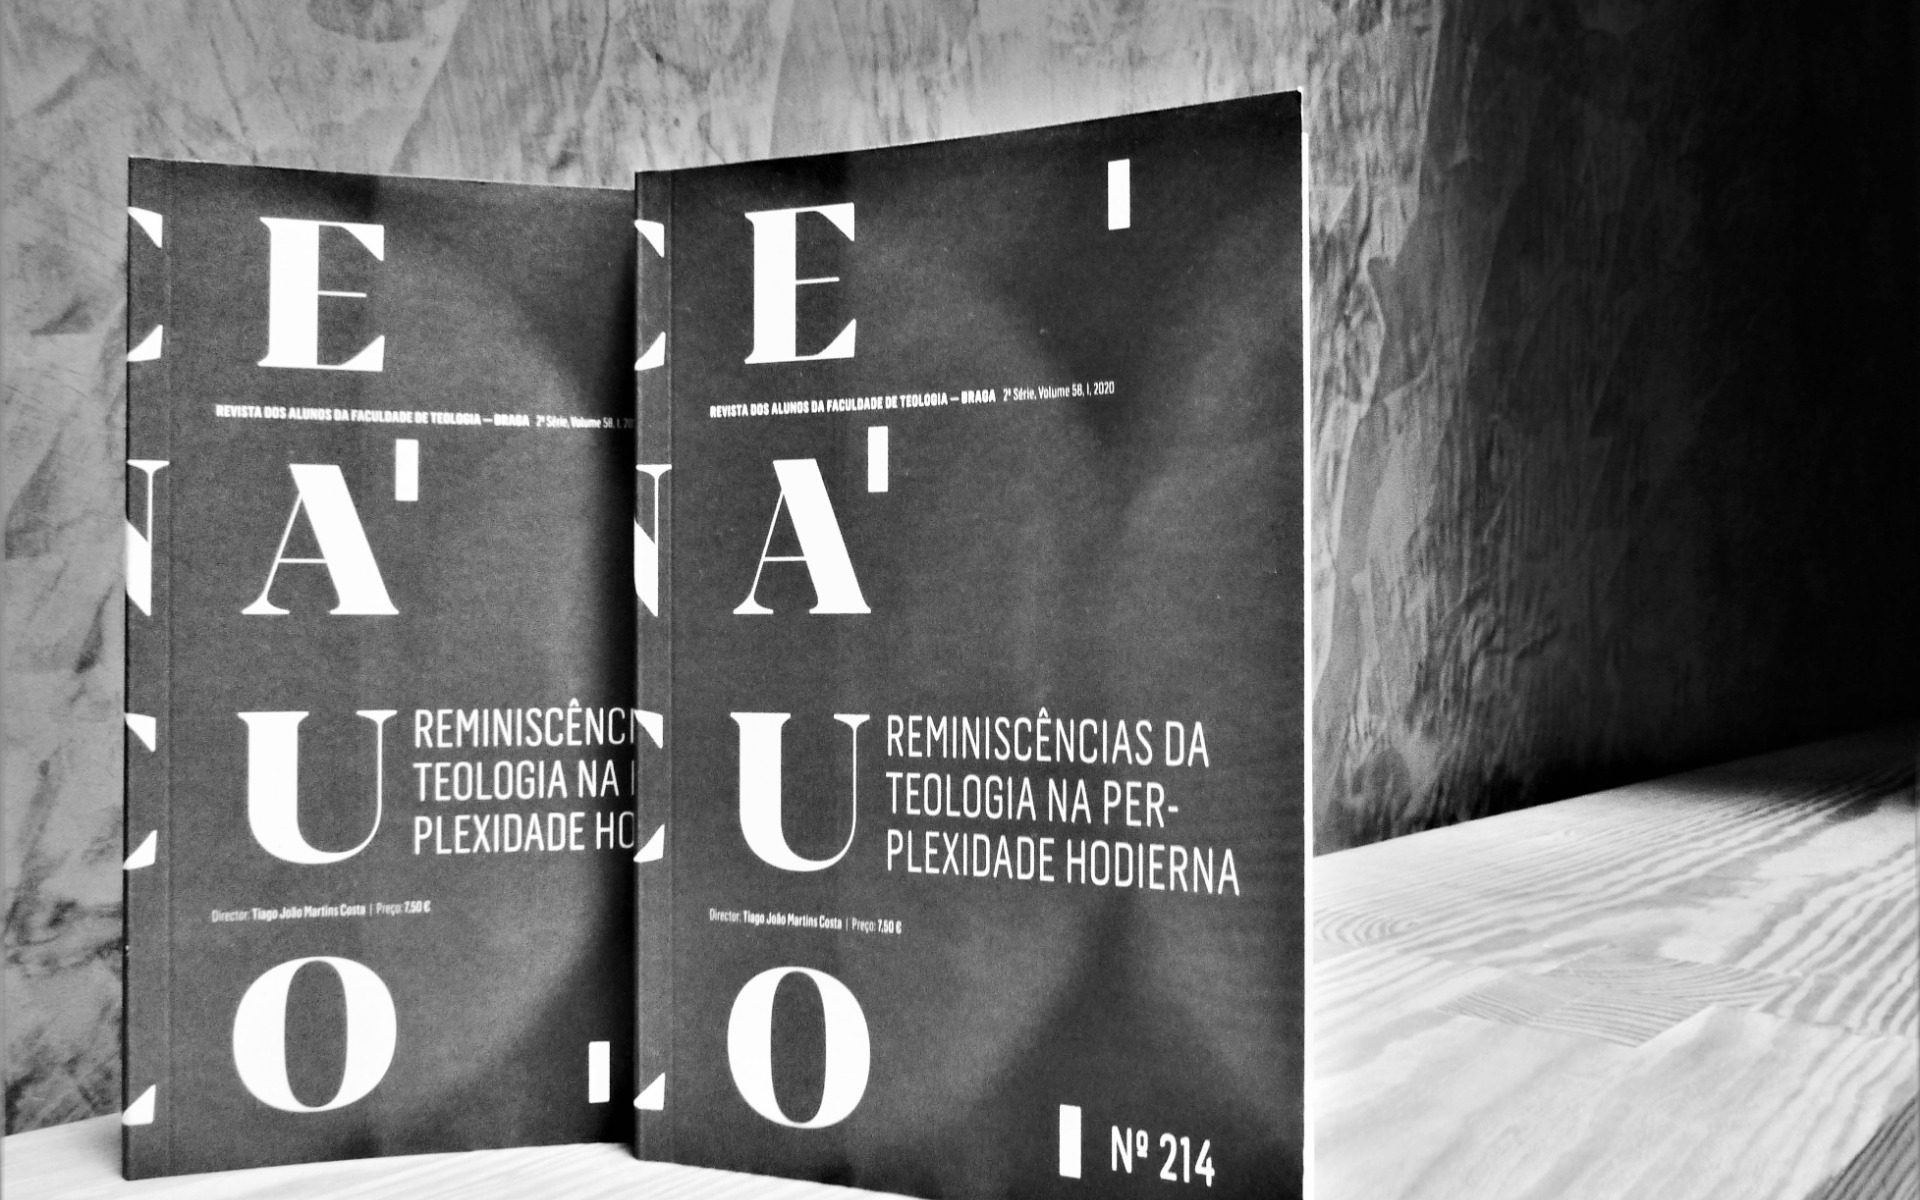 C E
REVISTA DOS ALUNOS DA FACULDADE DE TEOLOGIA — BRAGA 2ª Série, Volume 58, I, 20
N A'
C U
REMINISCÊNCI
TEOLOGIA NA
PLEXIDADE HO
Director: Tiago João Martins Costa | Preço: 7.50 €
L O
C E
REVISTA DOS ALUNOS DA FACULDADE DE TEOLOGIA — BRAGA 2ª Série, Volume 58, I, 2020
N A'
C U
REMINISCÊNCIAS DA
TEOLOGIA NA PER-
PLEXIDADE HODIERNA
Director: Tiago João Martins Costa | Preço: 7.50 €
L O
Nº 214